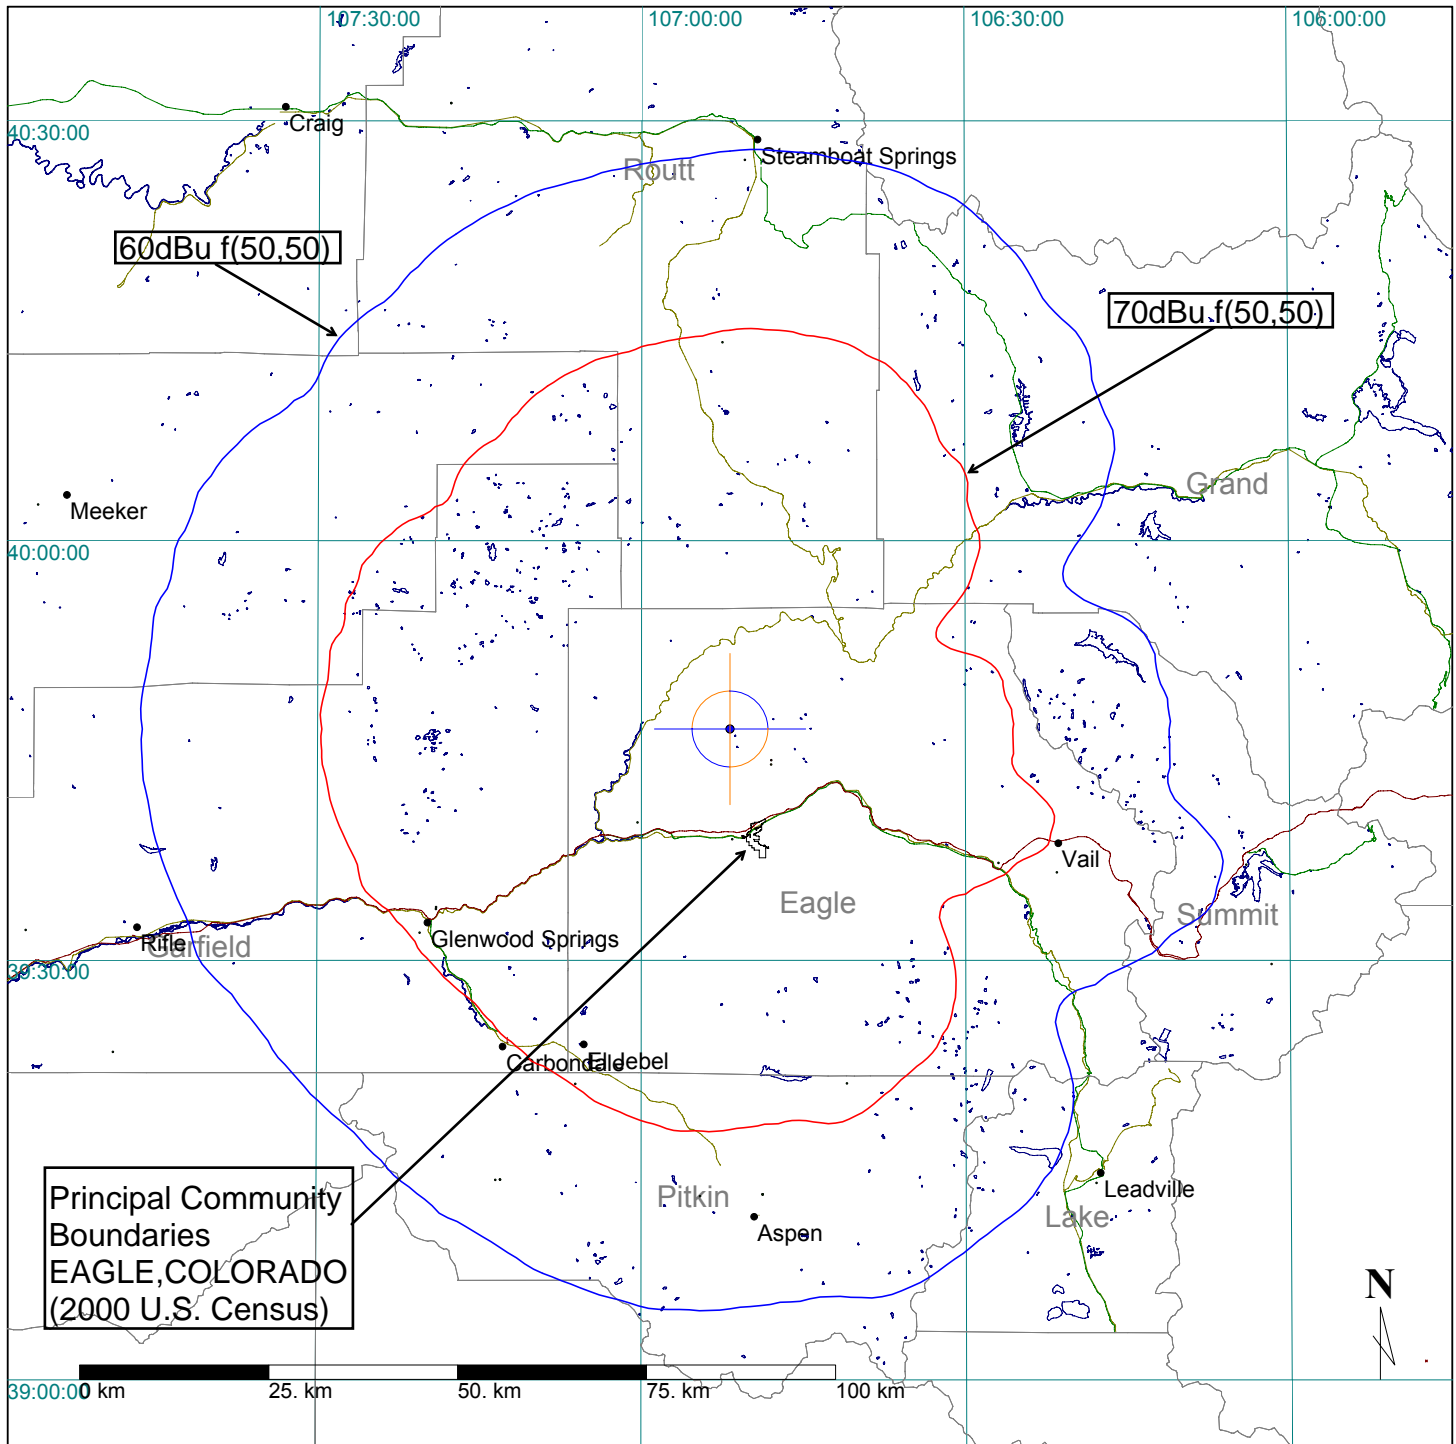 107:30:00
107:00:00
106:30:00
106:00:00
Craig
40:30:00
Steamboat Springs
Routt
60dBu f(50,50)
70dBu f(50,50)
Grand
Meeker
40:00:00
Vail
Eagle
Summit
Rifle
Garfield
Glenwood Springs
39:30:00
Carbondale
El Jebel
Principal Community
Boundaries
EAGLE,COLORADO
(2000 U.S. Census)
Pitkin
Aspen
Leadville
Lake
N
39:00:00
0 km
25. km
50. km
75. km
100 km